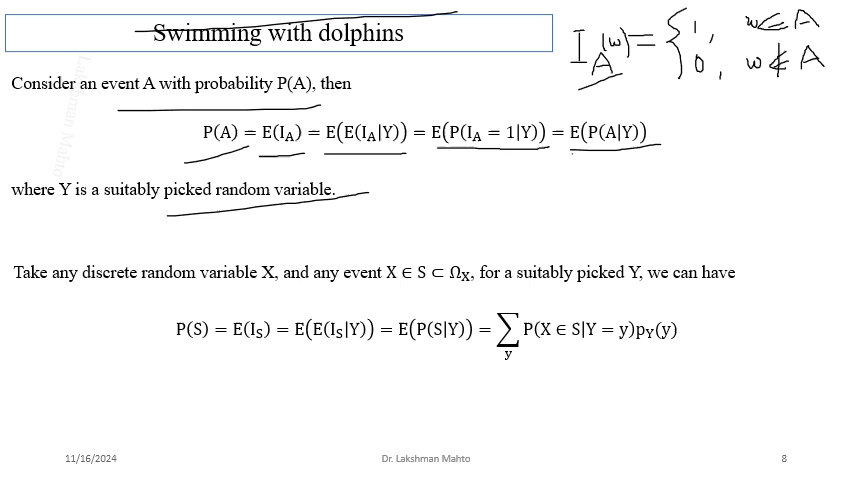 Swimming with dolphins
I_A(ω) = { 1, ω ∈ A
0, ω ∉ A
Consider an event A with probability P(A), then
P(A) = E(I_A) = E(E(I_A|Y)) = E(P(I_A = 1|Y)) = E(P(A|Y))
where Y is a suitably picked random variable.
Take any discrete random variable X, and any event X ∈ S ⊂ Ω_X, for a suitably picked Y, we can have
P(S) = E(I_S) = E(E(I_S|Y)) = E(P(S|Y)) = ∑_y P(X ∈ S|Y = y)p_Y(y)
11/16/2024 Dr. Lakshman Mahto 8
Lakshman Mahto